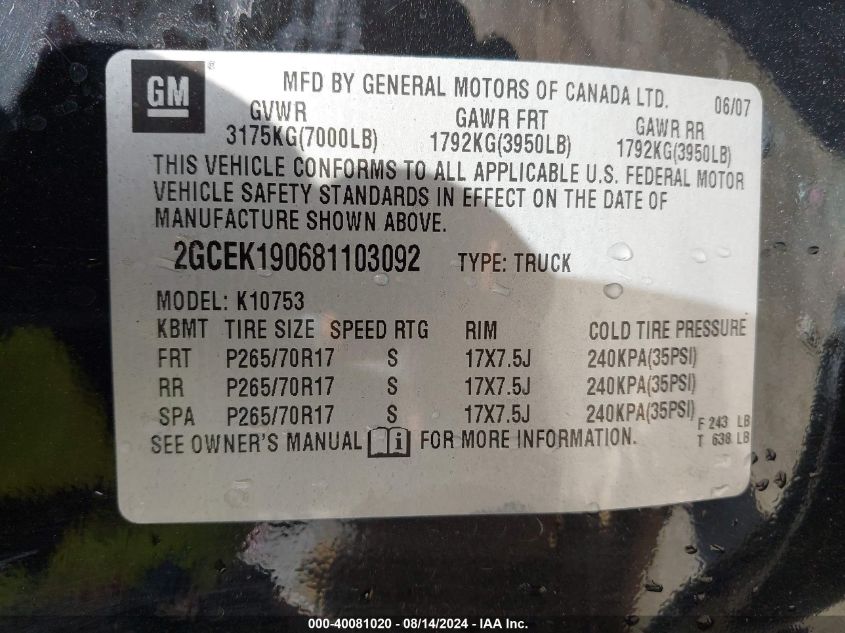 GM
MFD BY GENERAL MOTORS OF CANADA LTD. 06/07
GVWR GAWR FRT GAWR RR
3175KG(7000LB) 1792KG(3950LB) 1792KG(3950LB)
THIS VEHICLE CONFORMS TO ALL APPLICABLE U.S. FEDERAL MOTOR
VEHICLE SAFETY STANDARDS IN EFFECT ON THE DATE OF
MANUFACTURE SHOWN ABOVE.
2GCEK190681103092 TYPE: TRUCK
MODEL: K10753
KBMT TIRE SIZE SPEED RTG RIM COLD TIRE PRESSURE
FRT P265/70R17 S 17X7.5J 240KPA(35PSI)
RR P265/70R17 S 17X7.5J 240KPA(35PSI)
SPA P265/70R17 S 17X7.5J 240KPA(35PSI)
F 243 LB
T 638 LB
SEE OWNER'S MANUAL i FOR MORE INFORMATION.
000-40081020 - 08/14/2024 - IAA Inc.